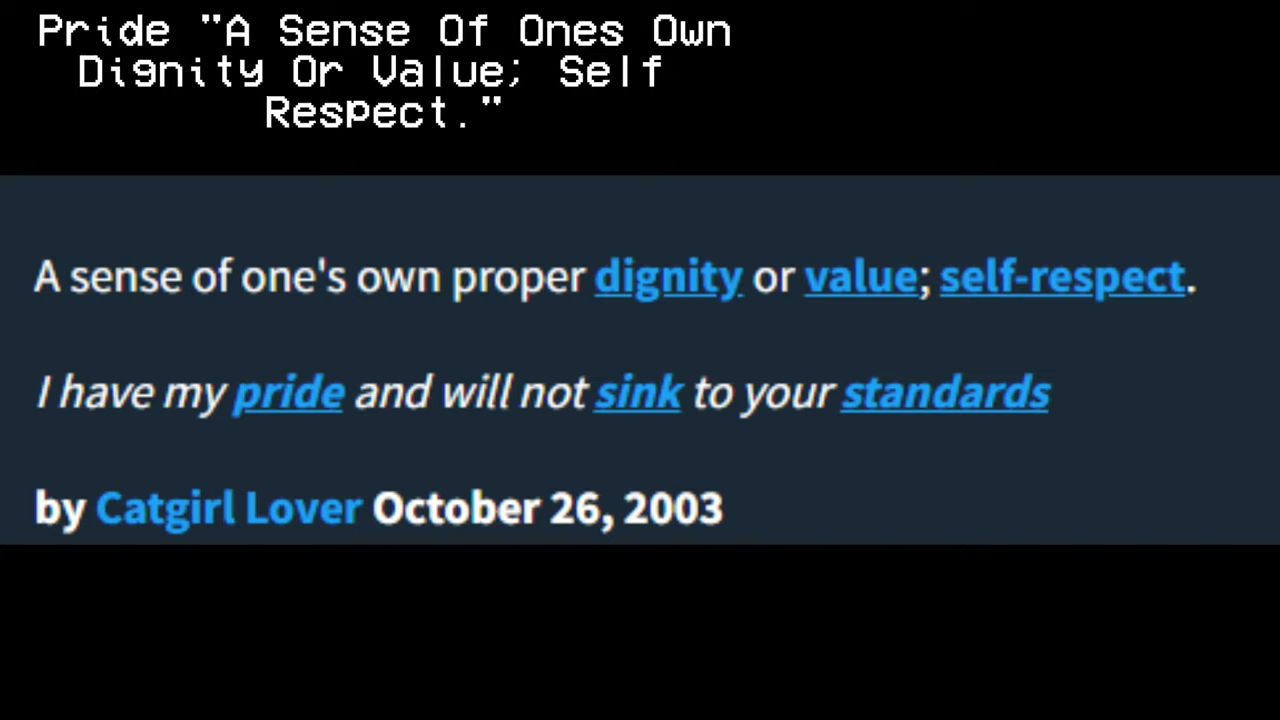 Pride "A Sense Of Ones Own
Dignity Or Value; Self
Respect."
A sense of one's own proper dignity or value; self-respect.
I have my pride and will not sink to your standards
by Catgirl Lover October 26, 2003